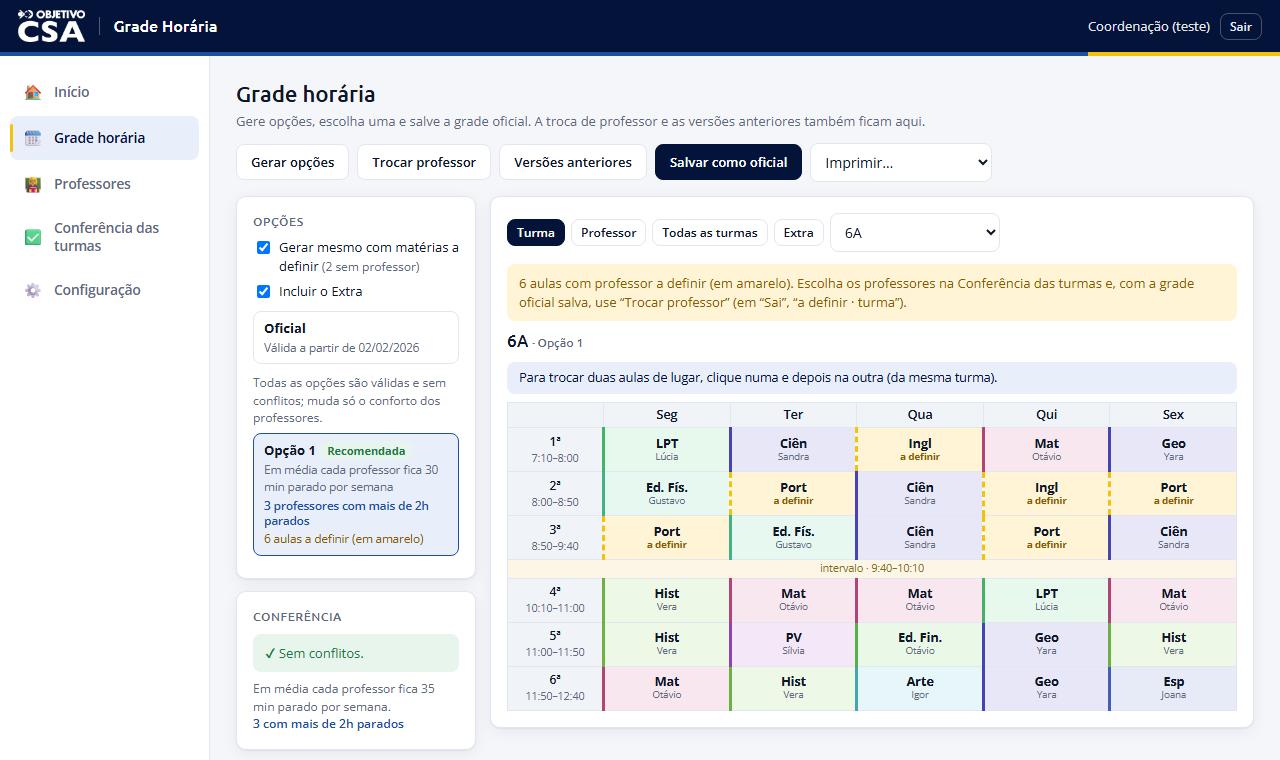 OBJETIVO
CSA
Grade Horária
Coordenação (teste)
Sair
Início
Grade horária
Professores
Conferência das
turmas
Configuração
Grade horária
Gere opções, escolha uma e salve a grade oficial. A troca de professor e as versões anteriores também ficam aqui.
Gerar opções
Trocar professor
Versões anteriores
Salvar como oficial
Imprimir...
OPÇÕES
Gerar mesmo com matérias a
definir (2 sem professor)
Incluir o Extra
Oficial
Válida a partir de 02/02/2026
Todas as opções são válidas e sem
conflitos; muda só o conforto dos
professores.
Opção 1 Recomendada
Em média cada professor fica 30
min parado por semana
3 professores com mais de 2h
parados
6 aulas a definir (em amarelo)
CONFERÊNCIA
✓ Sem conflitos.
Em média cada professor fica 35
min parado por semana.
3 com mais de 2h parados
Turma
Professor
Todas as turmas
Extra
6A
6 aulas com professor a definir (em amarelo). Escolha os professores na Conferência das turmas e, com a grade
oficial salva, use “Trocar professor” (em “Sai”, “a definir · turma”).
6A · Opção 1
Para trocar duas aulas de lugar, clique numa e depois na outra (da mesma turma).
Seg Ter Qua Qui Sex
1ª LPT Ciên Ingl Mat Geo
7:10–8:00 Lúcia Sandra a definir Otávio Yara
2ª Ed. Fís. Port Ciên Ingl Port
8:00–8:50 Gustavo a definir Sandra a definir a definir
3ª Port Ed. Fís. Ciên Port Ciên
8:50–9:40 a definir Gustavo Sandra a definir Sandra
intervalo · 9:40–10:10
4ª Hist Mat Mat LPT Mat
10:10–11:00 Vera Otávio Otávio Lúcia Otávio
5ª Hist PV Ed. Fin. Geo Hist
11:00–11:50 Vera Sílvia Otávio Yara Vera
6ª Mat Hist Arte Geo Esp
11:50–12:40 Otávio Vera Igor Yara Joana